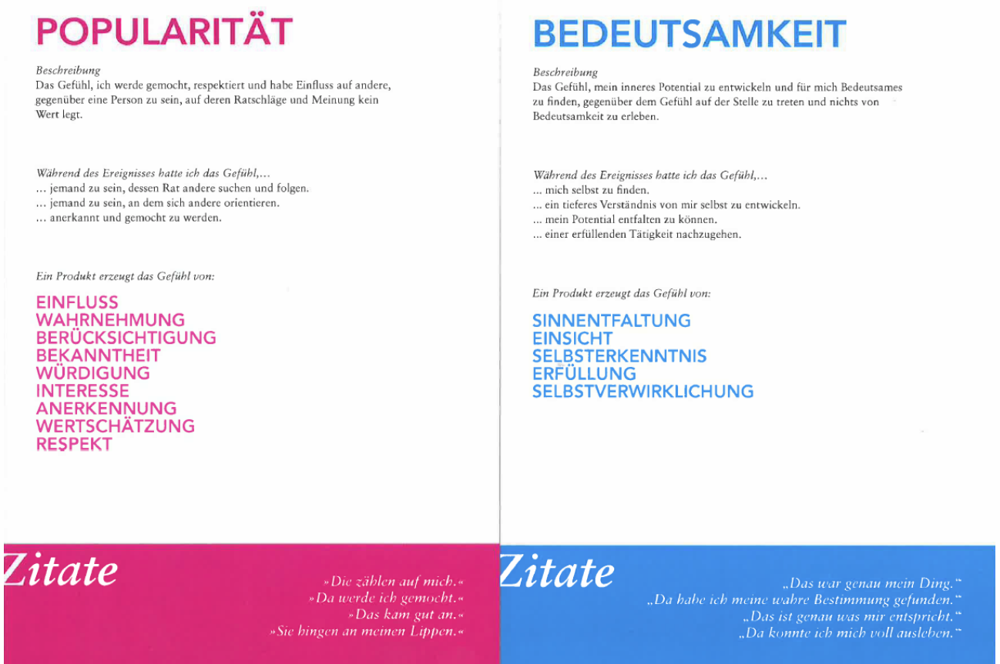 POPULARITÄT
Beschreibung
Das Gefühl, ich werde gemocht, respektiert und habe Einfluss auf andere,
gegenüber eine Person zu sein, auf deren Ratschläge und Meinung kein
Wert legt.
Während des Ereignisses hatte ich das Gefühl,...
... jemand zu sein, dessen Rat andere suchen und folgen.
... jemand zu sein, an dem sich andere orientieren.
... anerkannt und gemocht zu werden.
Ein Produkt erzeugt das Gefühl von:
EINFLUSS
WAHRNEHMUNG
BERÜCKSICHTIGUNG
BEKANNTHEIT
WÜRDIGUNG
INTERESSE
ANERKENNUNG
WERTSCHÄTZUNG
RESPEKT
Zitate
»Die zählen auf mich.«
»Da werde ich gemocht.«
»Das kam gut an.«
»Sie hingen an meinen Lippen.«
BEDEUTSAMKEIT
Beschreibung
Das Gefühl, mein inneres Potential zu entwickeln und für mich Bedeutsames
zu finden, gegenüber dem Gefühl auf der Stelle zu treten und nichts von
Bedeutsamkeit zu erleben.
Während des Ereignisses hatte ich das Gefühl,...
... mich selbst zu finden.
... ein tieferes Verständnis von mir selbst zu entwickeln.
... mein Potential entfalten zu können.
... einer erfüllenden Tätigkeit nachzugehen.
Ein Produkt erzeugt das Gefühl von:
SINNENTFALTUNG
EINSICHT
SELBSTERKENNTNIS
ERFÜLLUNG
SELBSTVERWIRKLICHUNG
Zitate
„Das war genau mein Ding.“
„Da habe ich meine wahre Bestimmung gefunden.“
„Das ist genau was mir entspricht.“
„Da konnte ich mich voll ausleben.“